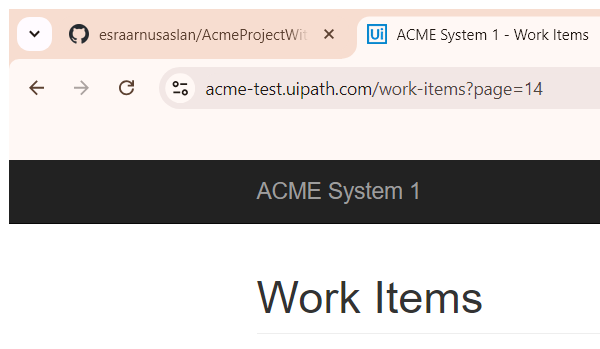 esraarnusaslan/AcmeProjectWit
Ui ACME System 1 - Work Items
acme-test.uipath.com/work-items?page=14
ACME System 1
Work Items